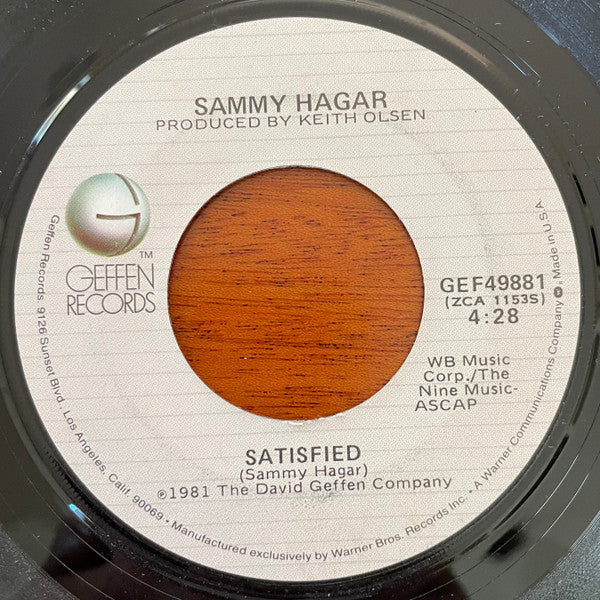 SAMMY HAGAR
PRODUCED BY KEITH OLSEN
G
TM
GEFFEN
RECORDS
GEF49881
(ZCA 1153S)
4:28
WB Music
Corp./The
Nine Music-
ASCAP
SATISFIED
(Sammy Hagar)
℗1981 The David Geffen Company
Geffen Records 9126 Sunset Blvd. • Los Angeles, Calif. 90069 • Manufactured exclusively by Warner Bros. Records Inc. • A Warner Communications Company Made in U.S.A.